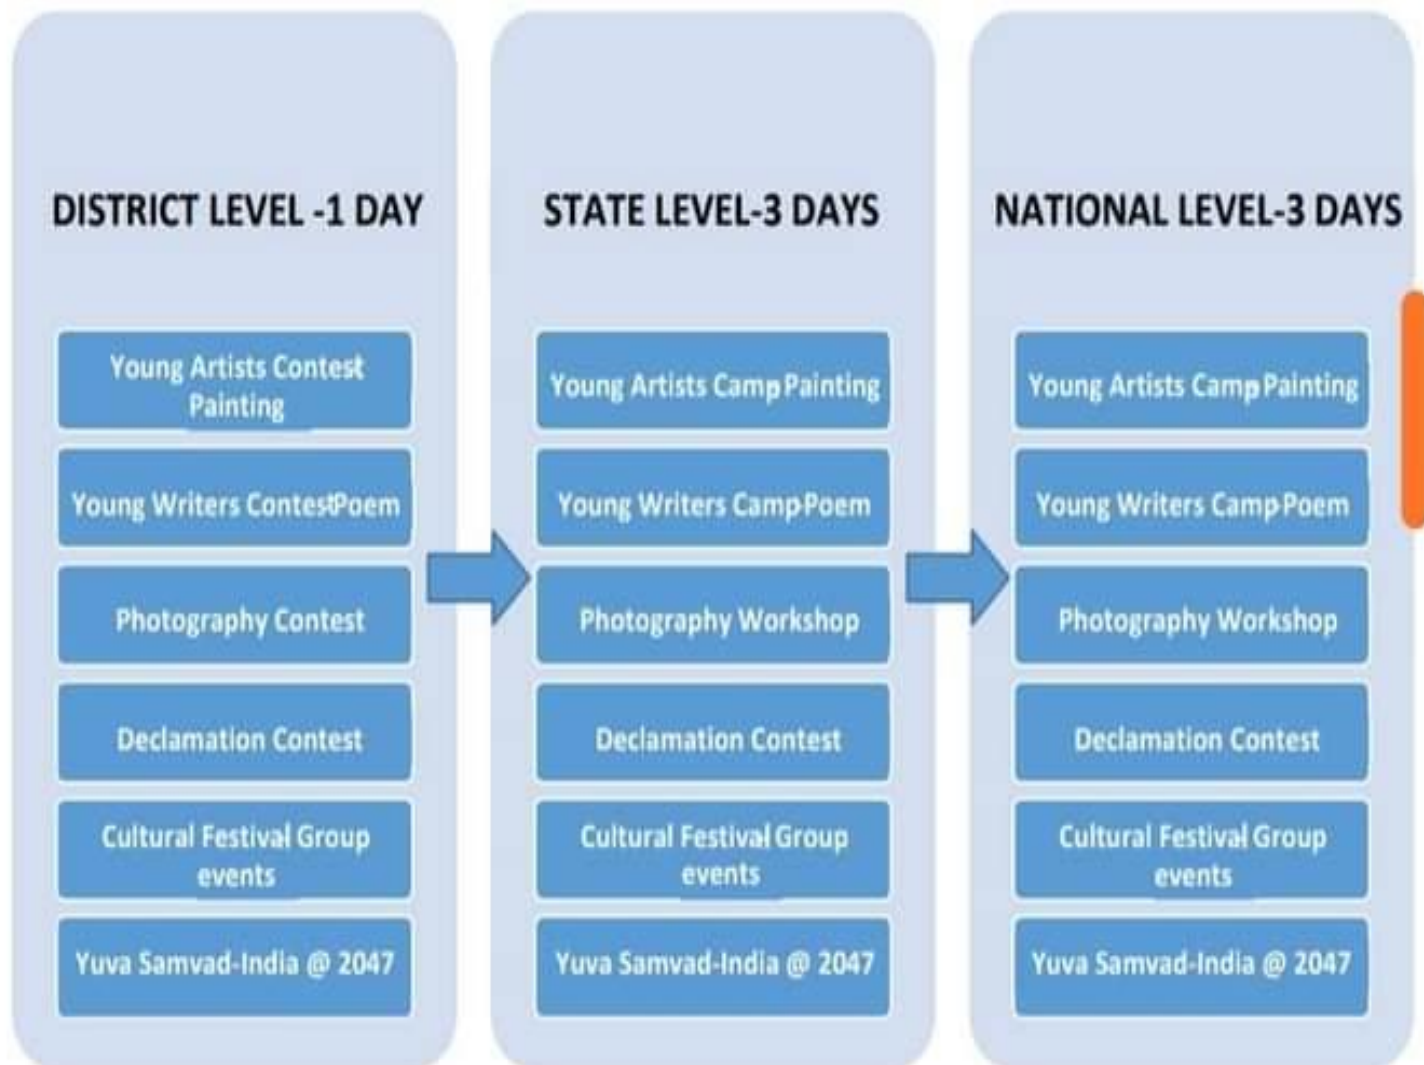 DISTRICT LEVEL -1 DAY
Young Artists Contest-
Painting
Young Writers Contest-Poem
Photography Contest
Declamation Contest
Cultural Festival-Group
events
Yuva Samvad-India @ 2047
STATE LEVEL-3 DAYS
Young Artists Camp-Painting
Young Writers Camp-Poem
Photography Workshop
Declamation Contest
Cultural Festival-Group
events
Yuva Samvad-India @ 2047
NATIONAL LEVEL-3 DAYS
Young Artists Camp-Painting
Young Writers Camp-Poem
Photography Workshop
Declamation Contest
Cultural Festival-Group
events
Yuva Samvad-India @ 2047